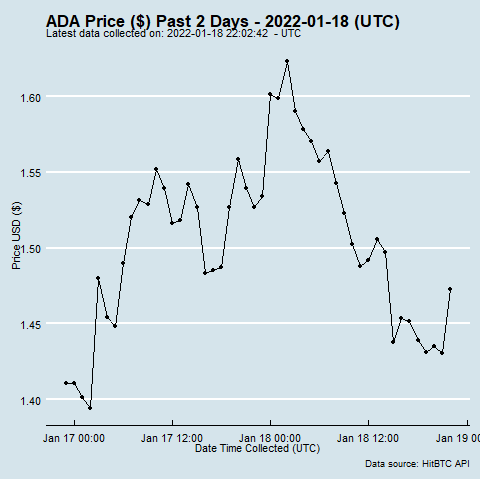 ADA Price ($) Past 2 Days - 2022-01-18 (UTC)
Latest data collected on: 2022-01-18 22:02:42 - UTC
1.60
1.55
1.50
1.45
1.40
Price USD ($)
Jan 17 00:00 Jan 17 12:00 Jan 18 00:00 Jan 18 12:00 Jan 19 0
Date Time Collected (UTC)
Data source: HitBTC API